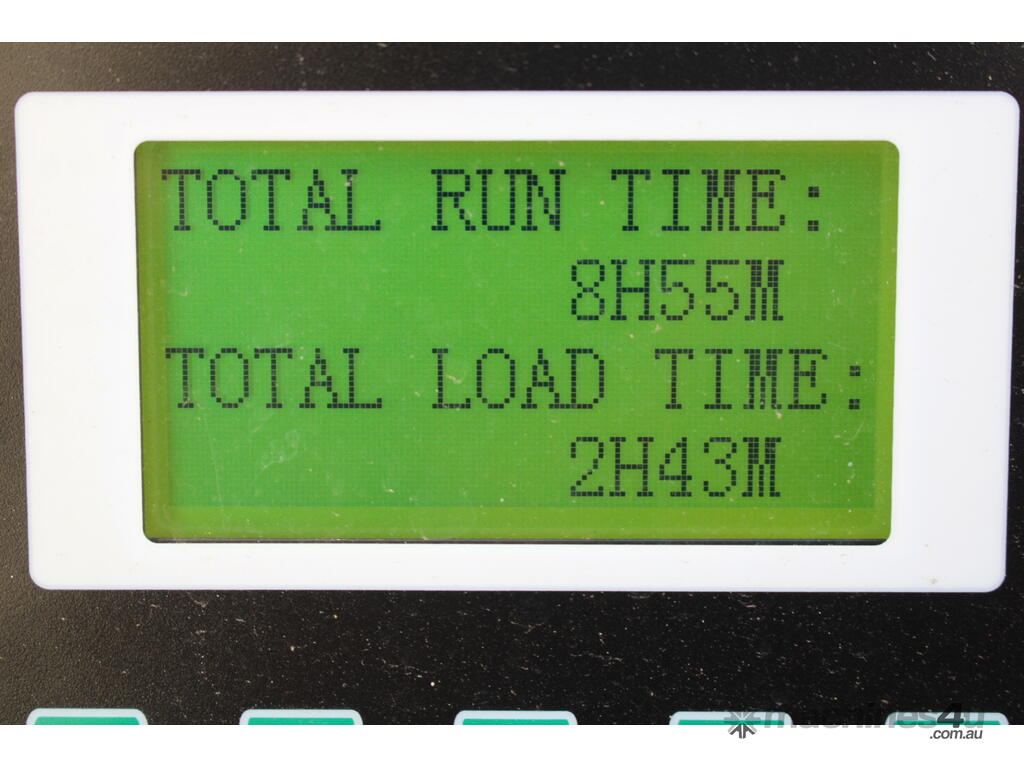 TOTAL RUN TIME:
8H55M
TOTAL LOAD TIME:
2H43M
machines4u
.com.au